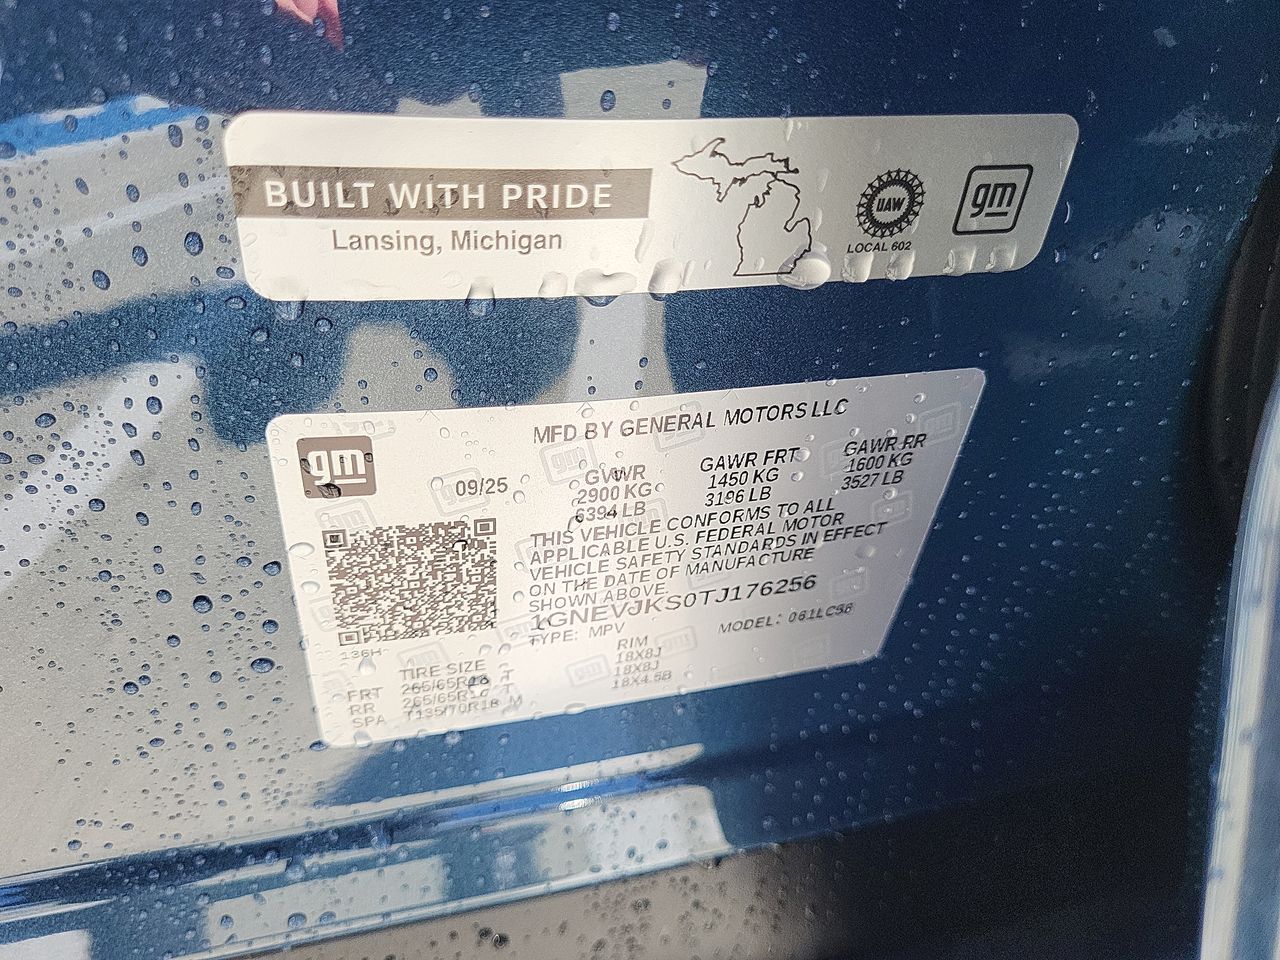 BUILT WITH PRIDE
Lansing, Michigan
UAW
LOCAL 602
gm
gm
MFD BY GENERAL MOTORS LLC
09/25
GVWR GAWR FRT GAWR RR
2900 KG 1450 KG 1600 KG
6394 LB 3196 LB 3527 LB
THIS VEHICLE CONFORMS TO ALL
APPLICABLE U.S. FEDERAL MOTOR
VEHICLE SAFETY STANDARDS IN EFFECT
ON THE DATE OF MANUFACTURE
SHOWN ABOVE.
1GNEVJKS0TJ176256
TYPE: MPV MODEL:
136H
TIRE SIZE RIM
FRT 265/65R18 T 18X8J
RR 265/65R18 T 18X8J
SPA T135/70R18 M 18X4.5B